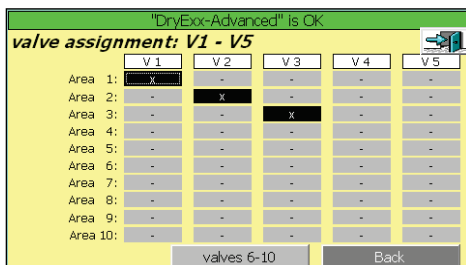 "DryExx-Advanced" is OK
valve assignment: V1 - V5
V 1 V 2 V 3 V 4 V 5
Area 1: x - - - -
Area 2: - x - - -
Area 3: - - x - -
Area 4: - - - - -
Area 5: - - - - -
Area 6: - - - - -
Area 7: - - - - -
Area 8: - - - - -
Area 9: - - - - -
Area 10: - - - - -
valves 6-10 Back